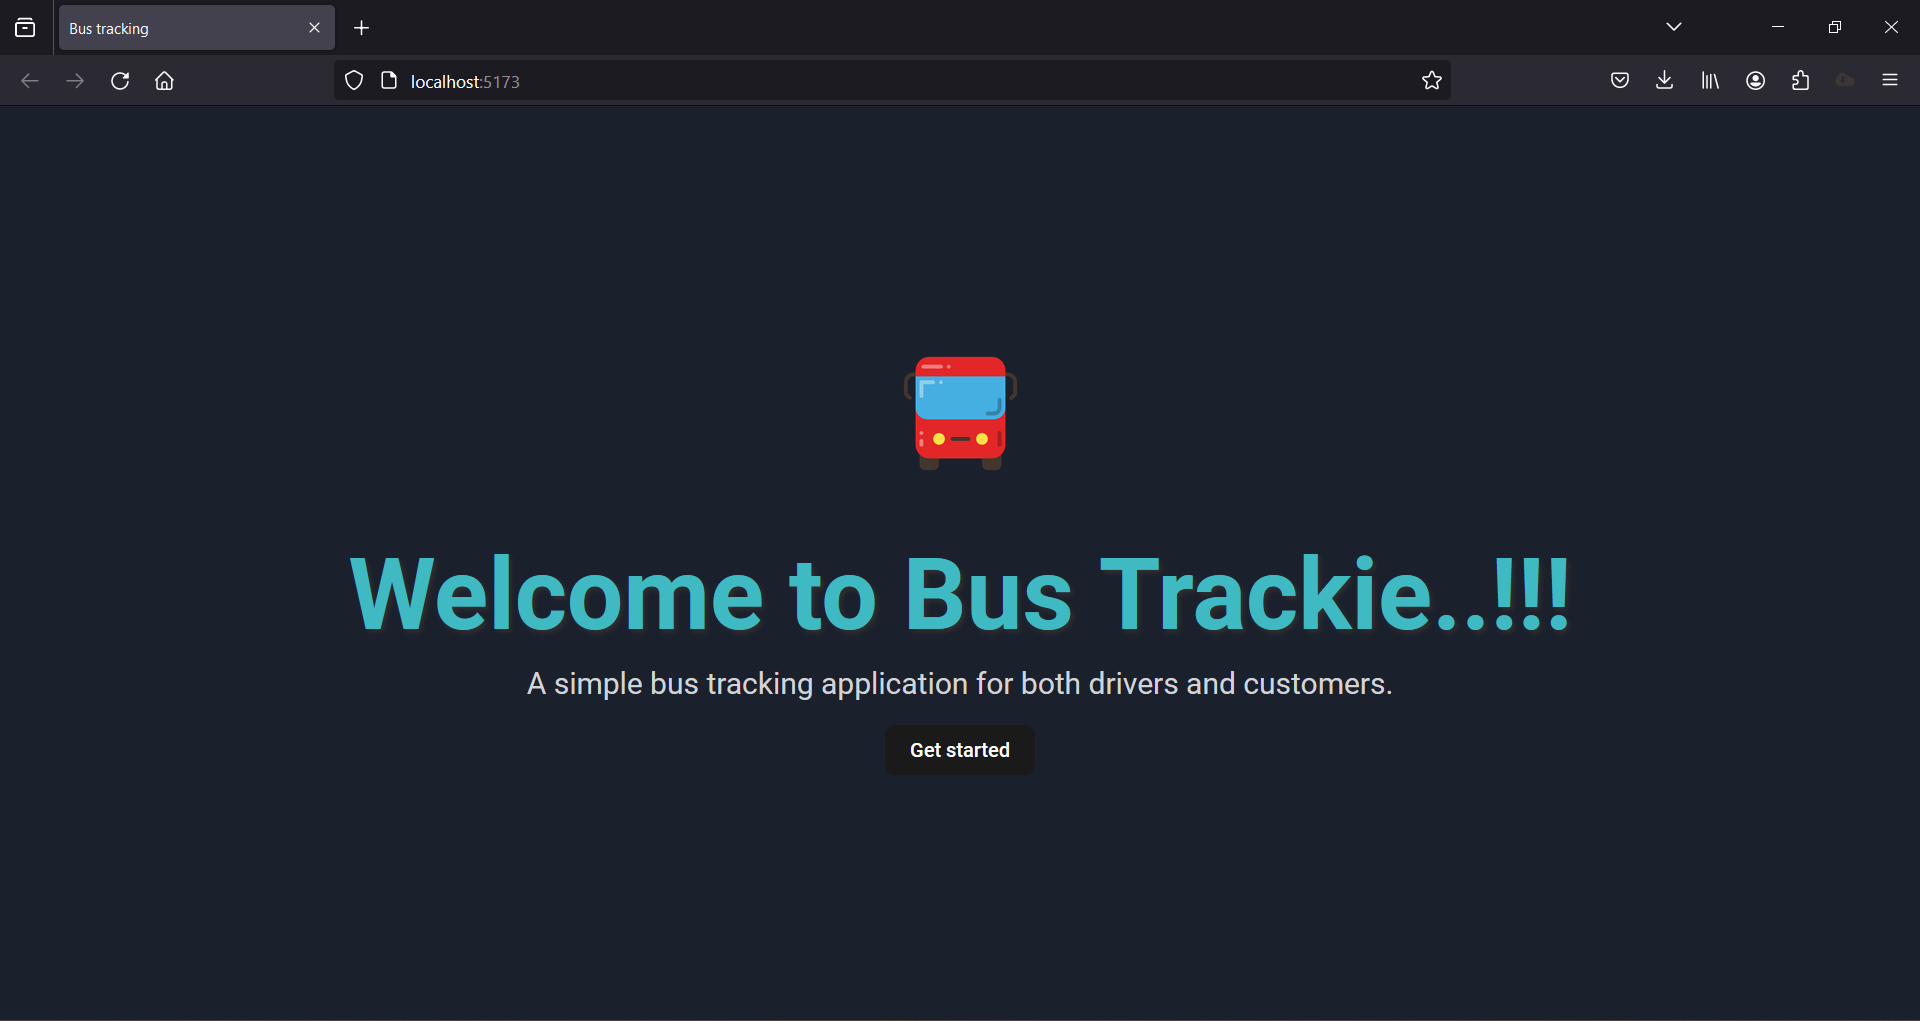 Bus tracking
localhost:5173
Welcome to Bus Trackie..!!!
A simple bus tracking application for both drivers and customers.
Get started